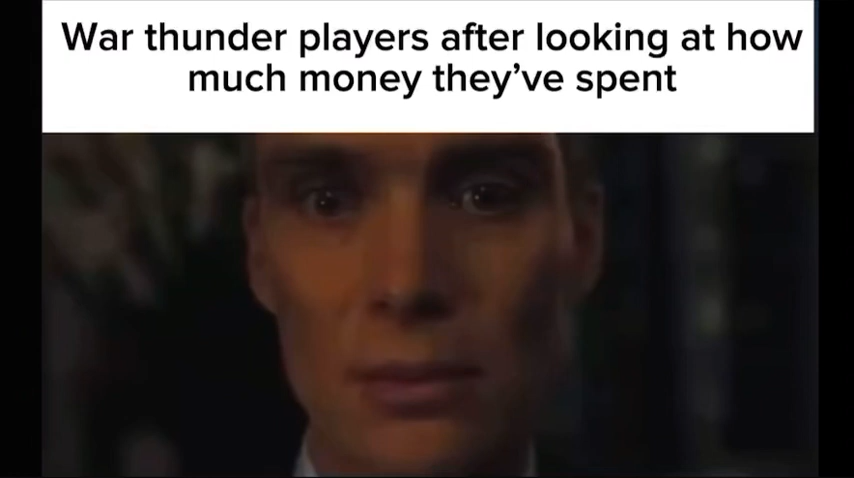 War thunder players after looking at how
much money they’ve spent